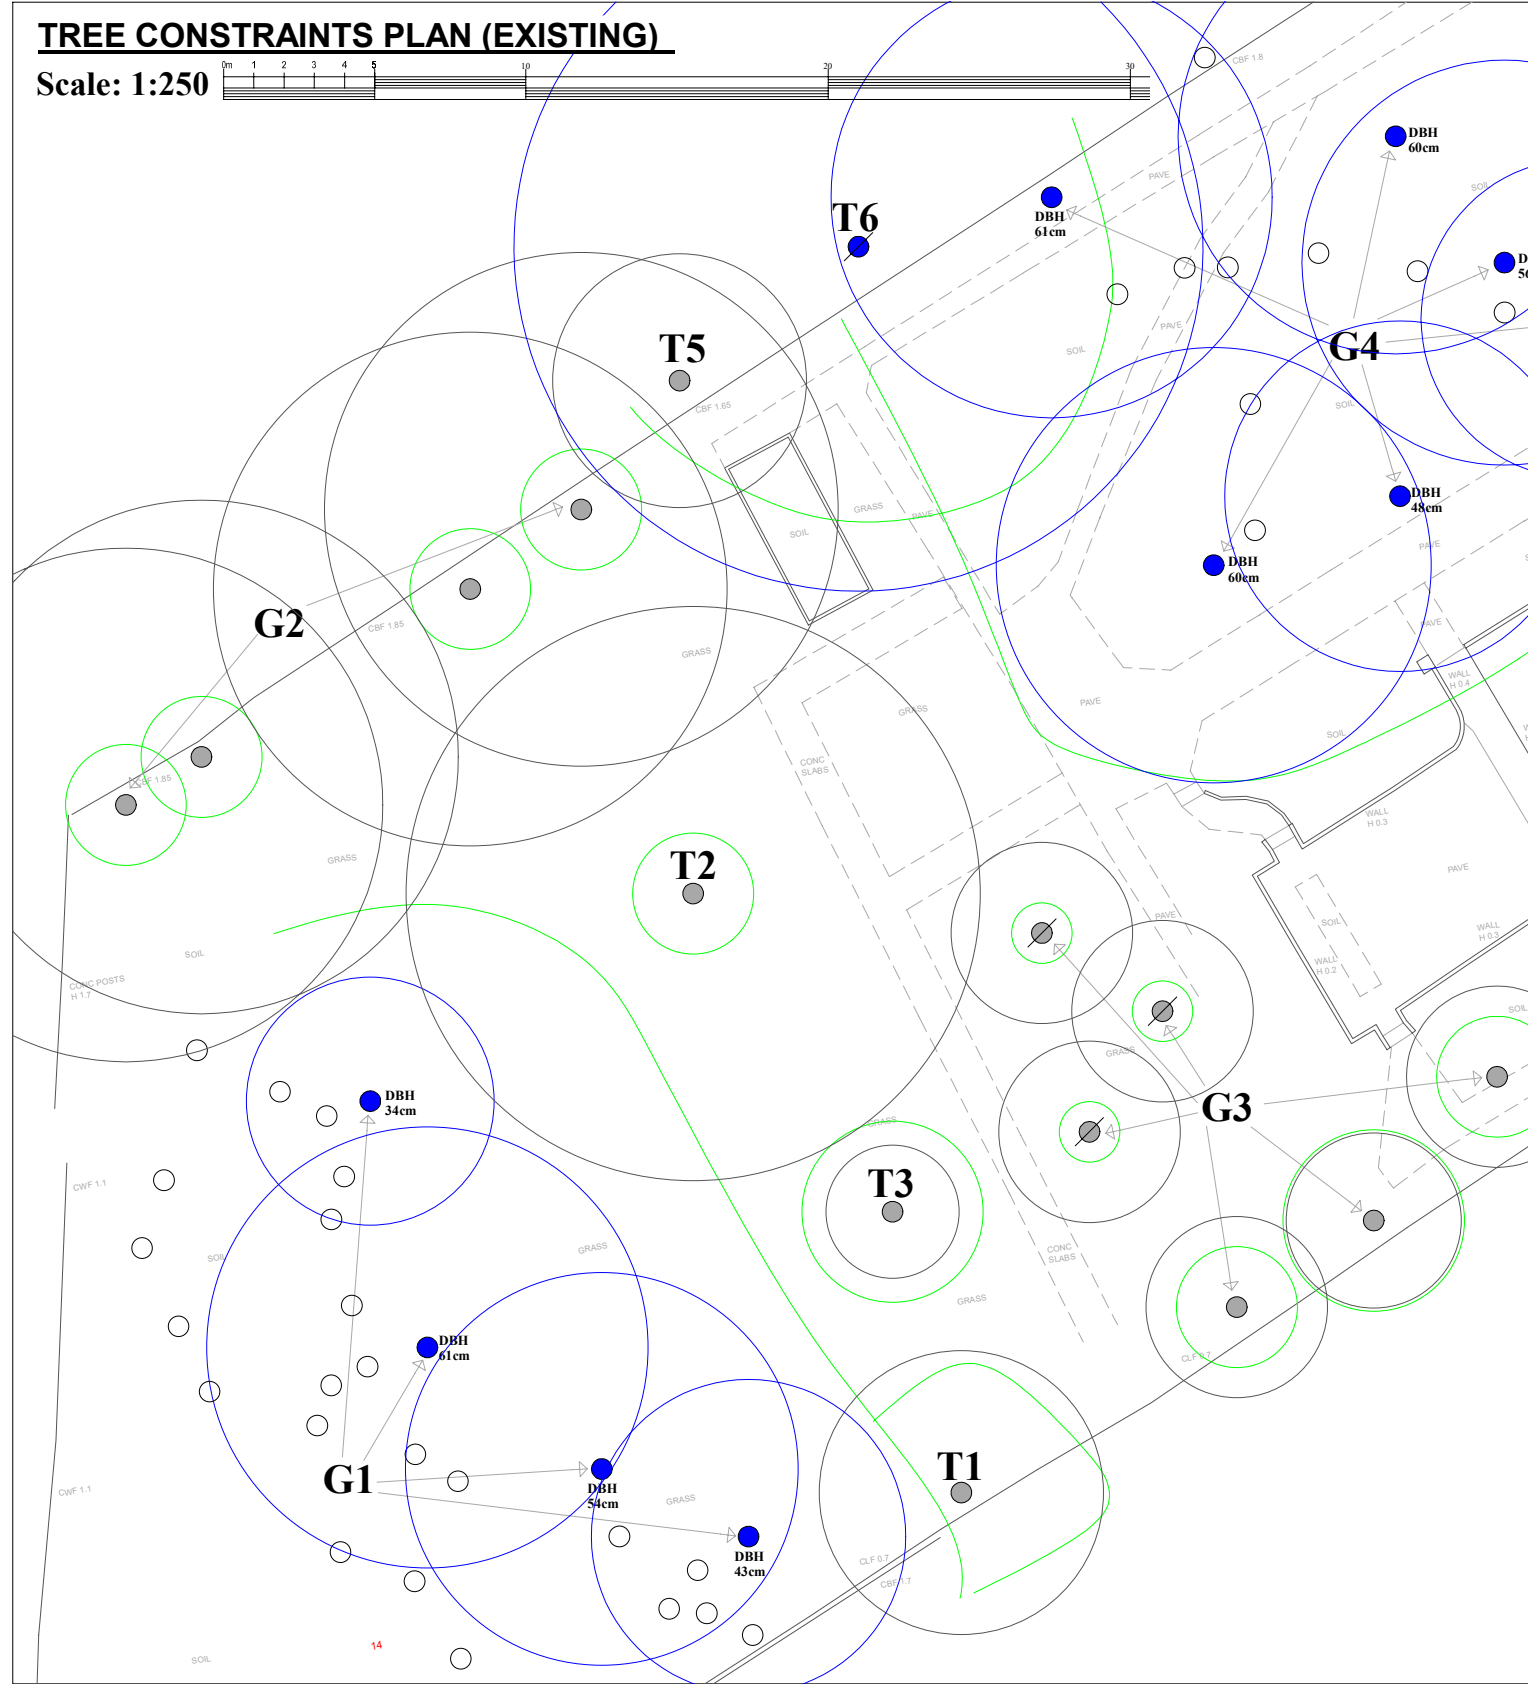 TREE CONSTRAINTS PLAN (EXISTING)
Scale: 1:250
0m 1 2 3 4 5 10 20 30
CBF 1.8
DBH
60cm
PAVE
SOIL
T6
DBH
61cm
PAVE
G4
T5
SOIL
CBF 1.65
SOIL
DBH
48cm
GRASS
PAVE
SOIL
PAVE
DBH
60cm
G2
CBF 1.85
PAVE
GRASS
WALL
H 0.4
PAVE
GRASS
SOIL
CONC
SLABS
CBF 1.85
WALL
H 0.3
GRASS
T2
PAVE
PAVE
SOIL
WALL
H 0.3
SOIL
WALL
H 0.2
CONC POSTS
H 1.7
SOIL
GRASS
DBH
34cm
G3
GRASS
T3
CWF 1.1
SOIL
GRASS
CONC
SLABS
GRASS
DBH
61cm
CLF 0.7
G1
T1
CWF 1.1
DBH
54cm
GRASS
DBH
43cm
CLF 0.7
CBF 1.7
14
SOIL